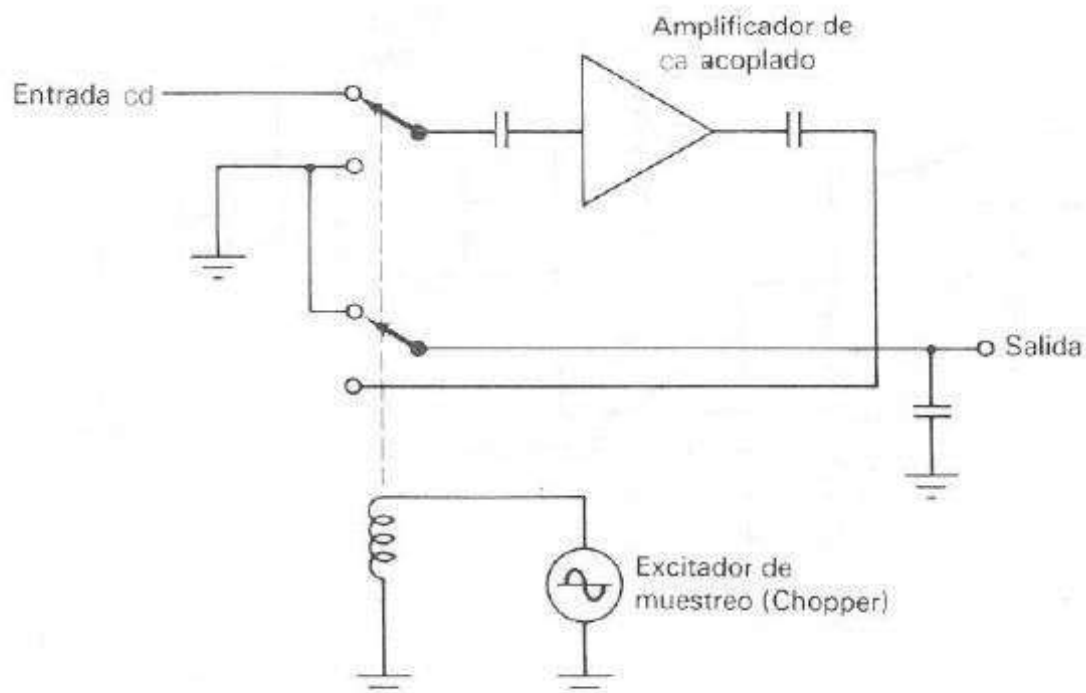 Amplificador de
ca acoplado
Entrada cd
Salida
Excitador de
muestreo (Chopper)